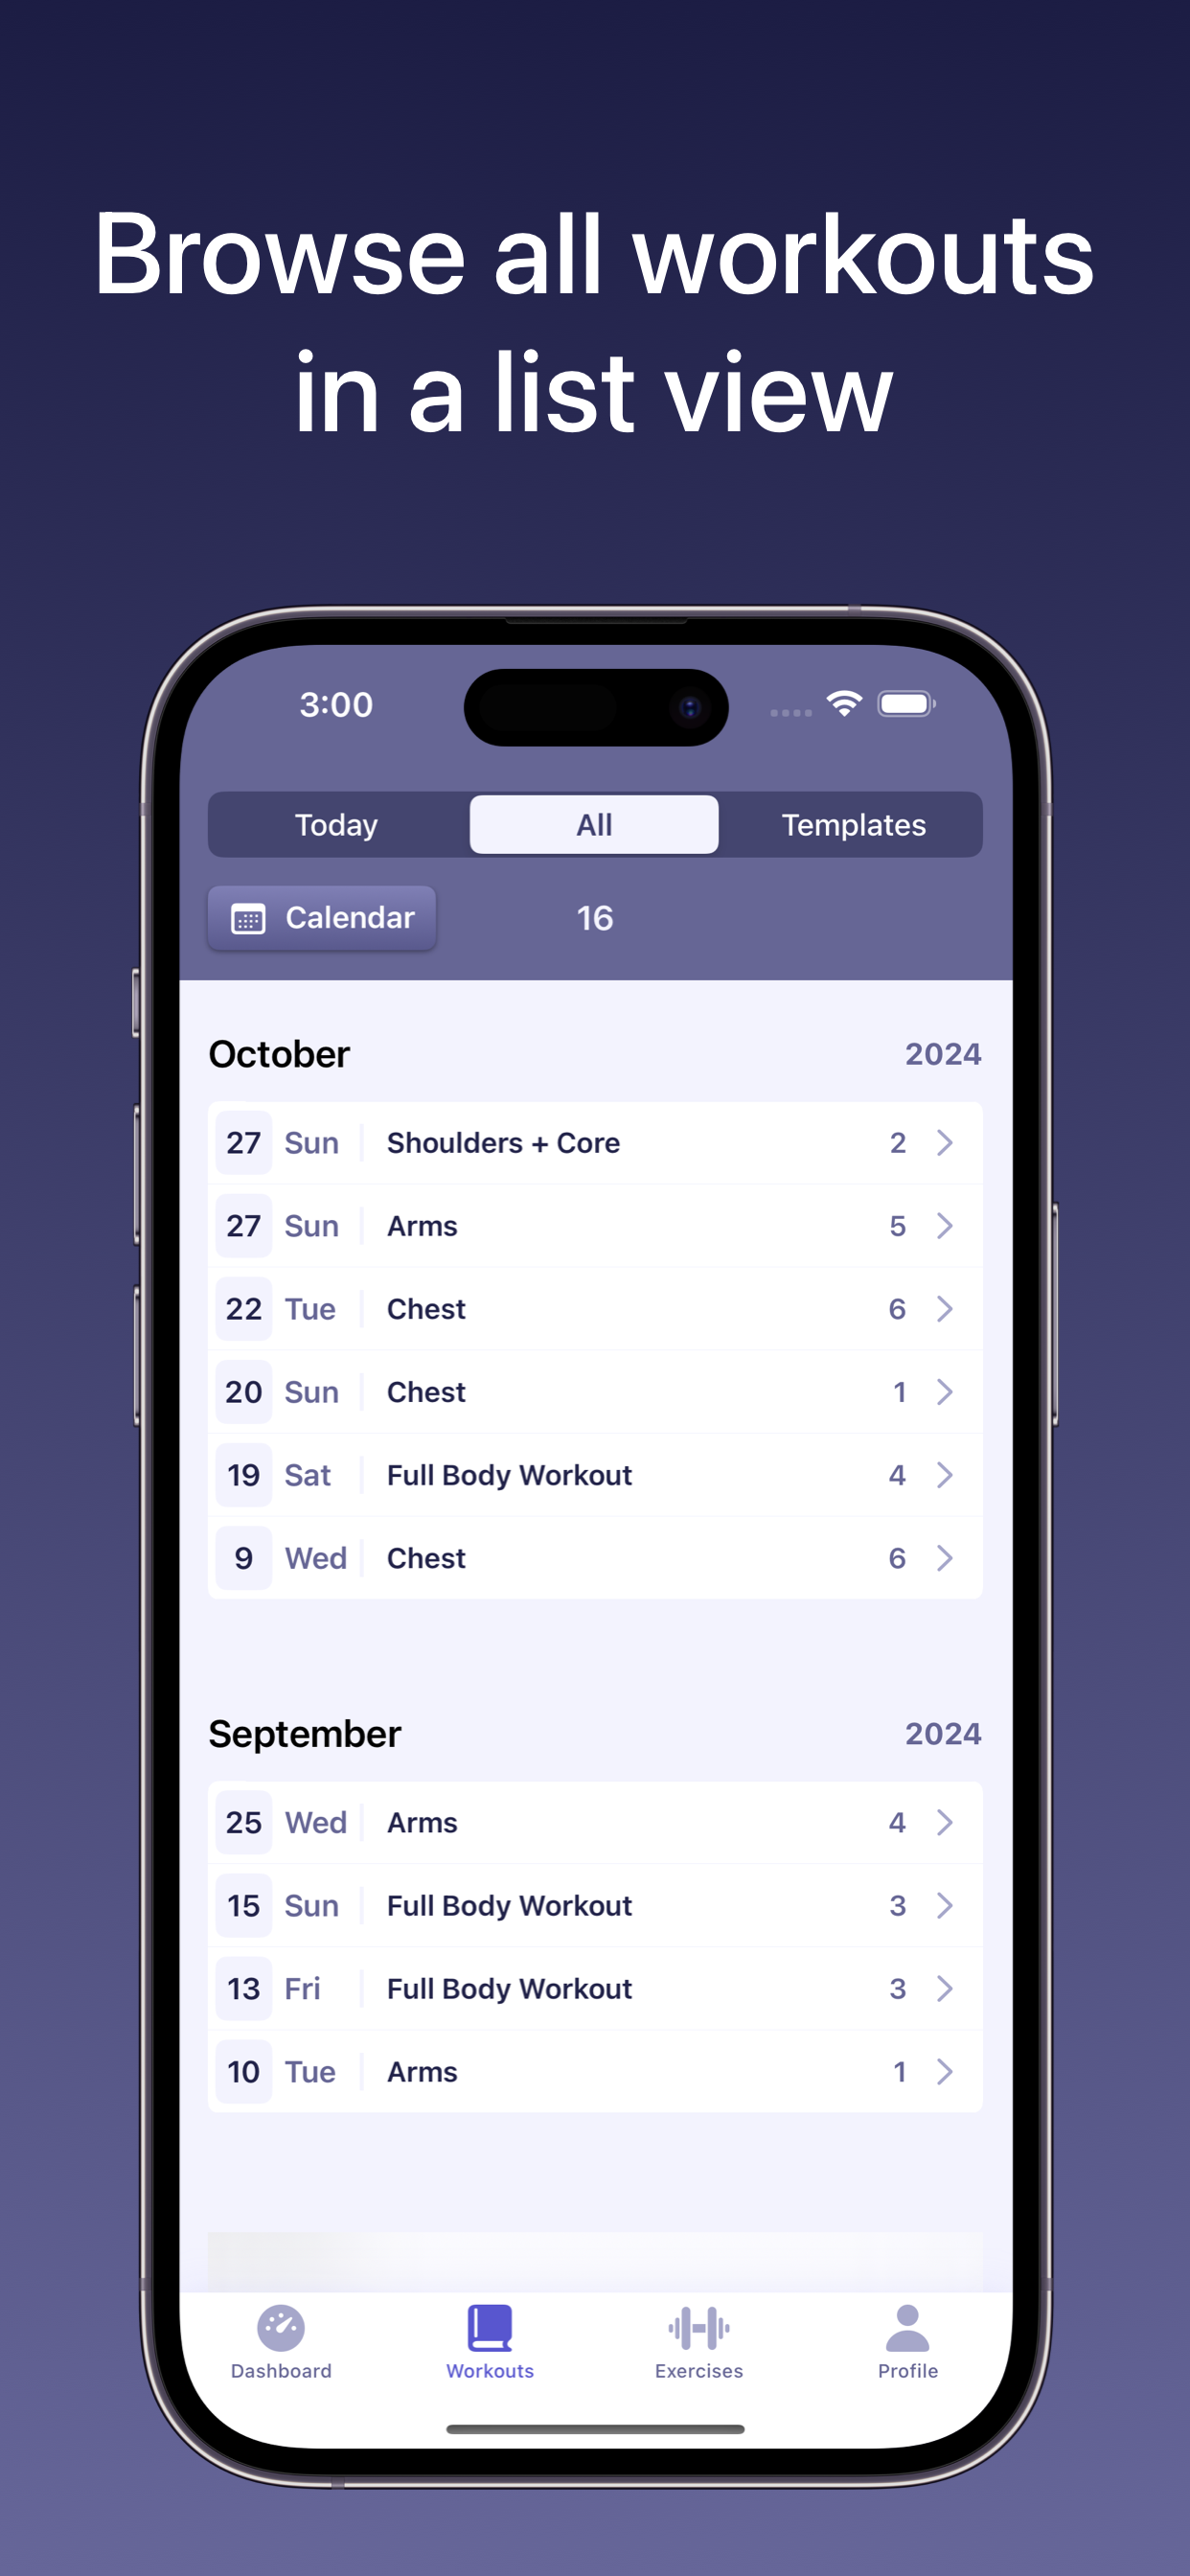 Browse all workouts
in a list view
3:00
Today All Templates
Calendar 16
October 2024
27 Sun Shoulders + Core 2
27 Sun Arms 5
22 Tue Chest 6
20 Sun Chest 1
19 Sat Full Body Workout 4
9 Wed Chest 6
September 2024
25 Wed Arms 4
15 Sun Full Body Workout 3
13 Fri Full Body Workout 3
10 Tue Arms 1
Dashboard Workouts Exercises Profile